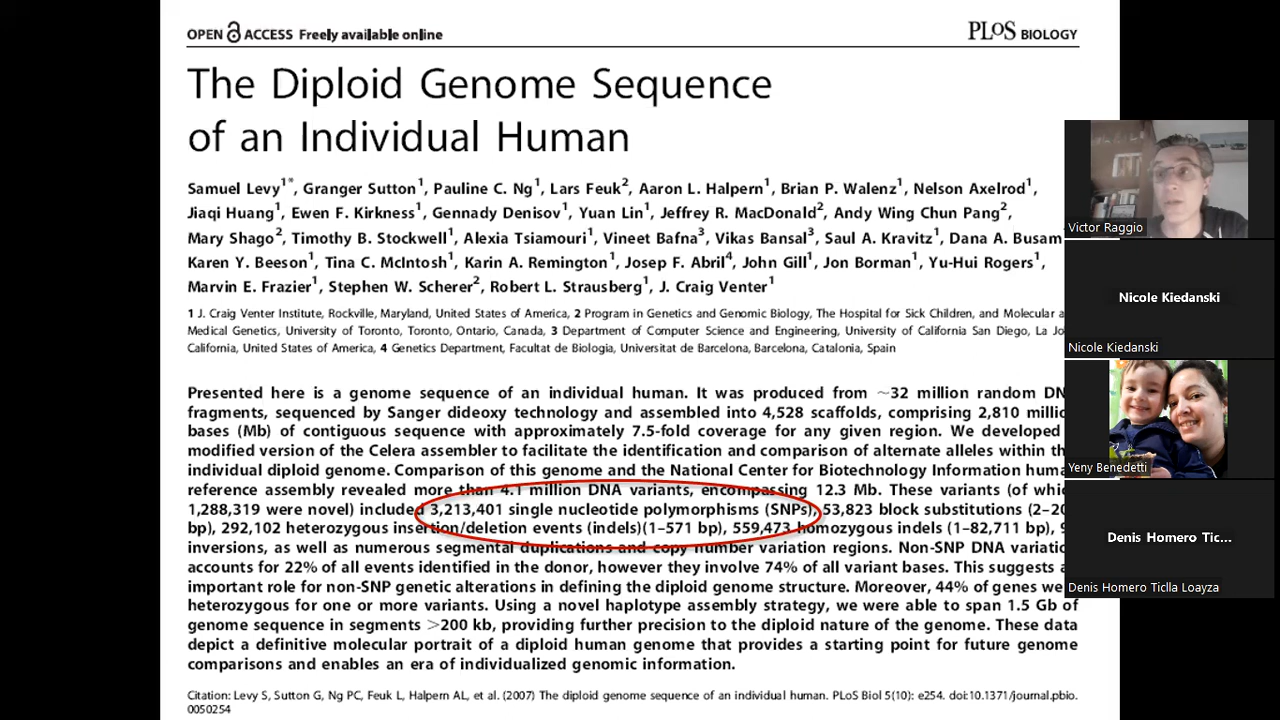 OPEN ACCESS Freely available online
PLoS BIOLOGY
The Diploid Genome Sequence
of an Individual Human
Samuel Levy1*, Granger Sutton1, Pauline C. Ng1, Lars Feuk2, Aaron L. Halpern1, Brian P. Walenz1, Nelson Axelrod1,
Jiaqi Huang1, Ewen F. Kirkness1, Gennady Denisov1, Yuan Lin1, Jeffrey R. MacDonald2, Andy Wing Chun Pang2,
Mary Shago2, Timothy B. Stockwell1, Alexia Tsiamouri1, Vineet Bafna3, Vikas Bansal3, Saul A. Kravitz1, Dana A. Busam
Karen Y. Beeson1, Tina C. McIntosh1, Karin A. Remington1, Josep F. Abril4, John Gill1, Jon Borman1, Yu-Hui Rogers1,
Marvin E. Frazier1, Stephen W. Scherer2, Robert L. Strausberg1, J. Craig Venter1
1 J. Craig Venter Institute, Rockville, Maryland, United States of America, 2 Program in Genetics and Genomic Biology, The Hospital for Sick Children, and Molecular a
Medical Genetics, University of Toronto, Toronto, Ontario, Canada, 3 Department of Computer Science and Engineering, University of California San Diego, La Jo
California, United States of America, 4 Genetics Department, Facultat de Biologia, Universitat de Barcelona, Barcelona, Catalonia, Spain
Presented here is a genome sequence of an individual human. It was produced from ~32 million random DN
fragments, sequenced by Sanger dideoxy technology and assembled into 4,528 scaffolds, comprising 2,810 millio
bases (Mb) of contiguous sequence with approximately 7.5-fold coverage for any given region. We developed
modified version of the Celera assembler to facilitate the identification and comparison of alternate alleles within th
individual diploid genome. Comparison of this genome and the National Center for Biotechnology Information huma
reference assembly revealed more than 4.1 million DNA variants, encompassing 12.3 Mb. These variants (of whic
1,288,319 were novel) included 3,213,401 single nucleotide polymorphisms (SNPs), 53,823 block substitutions (2–20
bp), 292,102 heterozygous insertion/deletion events (indels)(1–571 bp), 559,473 homozygous indels (1–82,711 bp), 9
inversions, as well as numerous segmental duplications and copy number variation regions. Non-SNP DNA variatio
accounts for 22% of all events identified in the donor, however they involve 74% of all variant bases. This suggests a
important role for non-SNP genetic alterations in defining the diploid genome structure. Moreover, 44% of genes we
heterozygous for one or more variants. Using a novel haplotype assembly strategy, we were able to span 1.5 Gb of
genome sequence in segments >200 kb, providing further precision to the diploid nature of the genome. These data
depict a definitive molecular portrait of a diploid human genome that provides a starting point for future genome
comparisons and enables an era of individualized genomic information.
Citation: Levy S, Sutton G, Ng PC, Feuk L, Halpern AL, et al. (2007) The diploid genome sequence of an individual human. PLoS Biol 5(10): e254. doi:10.1371/journal.pbio.
0050254
Victor Raggio
Nicole Kiedanski
Nicole Kiedanski
Yeny Benedetti
Denis Homero Tic...
Denis Homero Ticlla Loayza